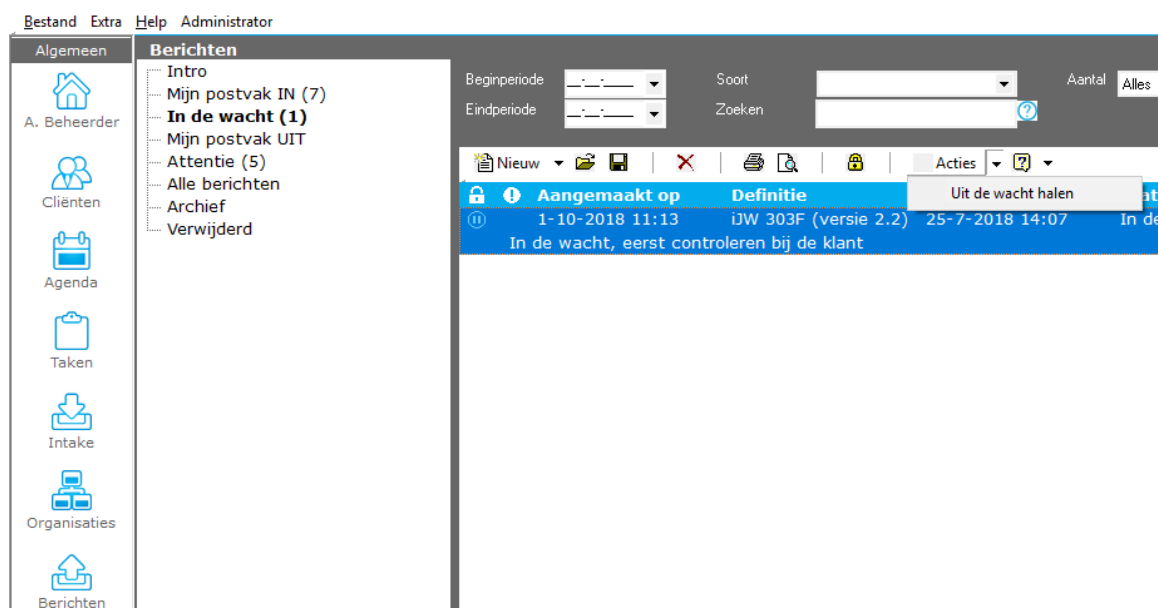 Bestand Extra Help Administrator
Algemeen
A. Beheerder
Cliënten
Agenda
Taken
Intake
Organisaties
Berichten
Berichten
Intro
Mijn postvak IN (7)
In de wacht (1)
Mijn postvak UIT
Attentie (5)
Alle berichten
Archief
Verwijderd
Beginperiode Soort Aantal Alles
Eindperiode Zoeken
Nieuw Acties
Uit de wacht halen
Aangemaakt op Definitie
1-10-2018 11:13 iJW 303F (versie 2.2) 25-7-2018 14:07 In de
In de wacht, eerst controleren bij de klant